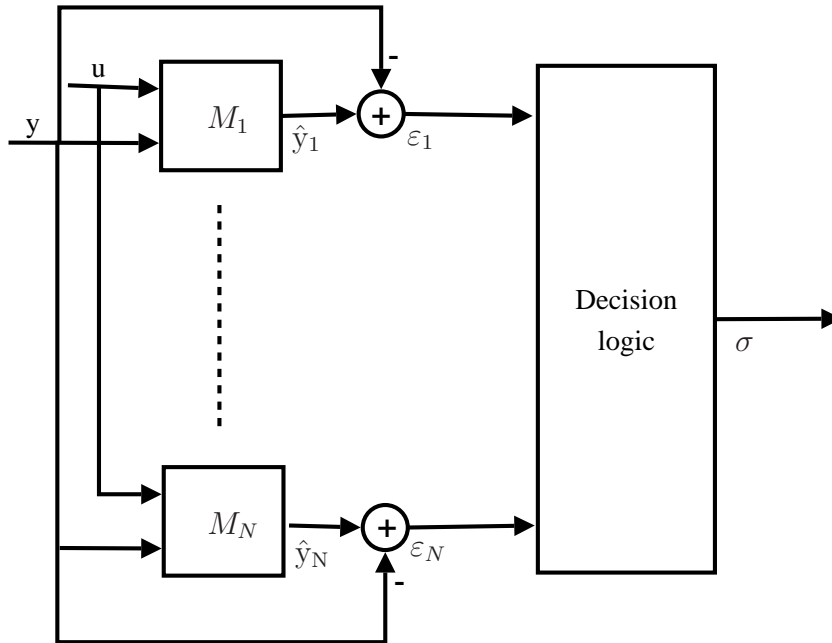 -
u
y
M₁
ŷ₁
+
ε₁
Decision
logic
σ
M_N
ŷ_N
+
ε_N
-